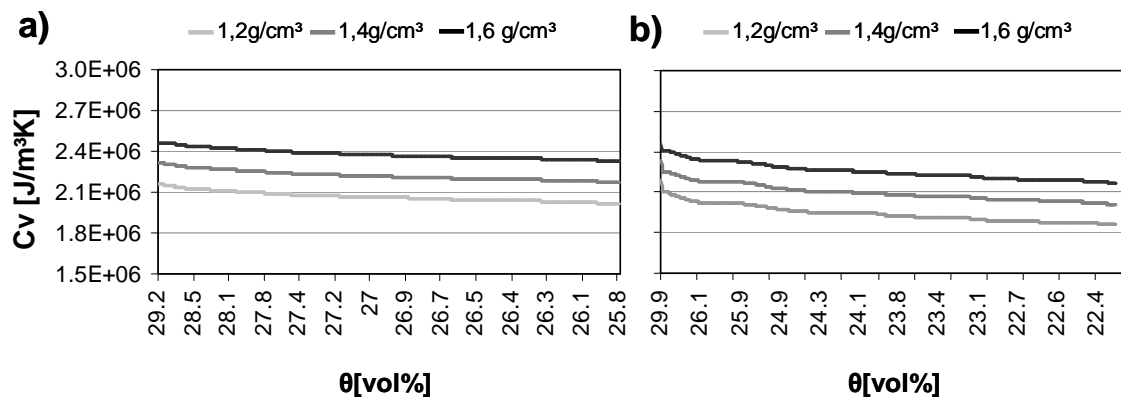 a)
1,2g/cm³ 1,4g/cm³ 1,6 g/cm³
b)
1,2g/cm³ 1,4g/cm³ 1,6 g/cm³
Cv [J/m³K]
3.0E+06
2.7E+06
2.4E+06
2.1E+06
1.8E+06
1.5E+06
29.2 28.5 28.1 27.8 27.4 27.2 27 26.9 26.7 26.5 26.4 26.3 26.1 25.8
29.9 26.1 25.9 24.9 24.3 24.1 23.8 23.4 23.1 22.7 22.6 22.4
θ[vol%]
θ[vol%]